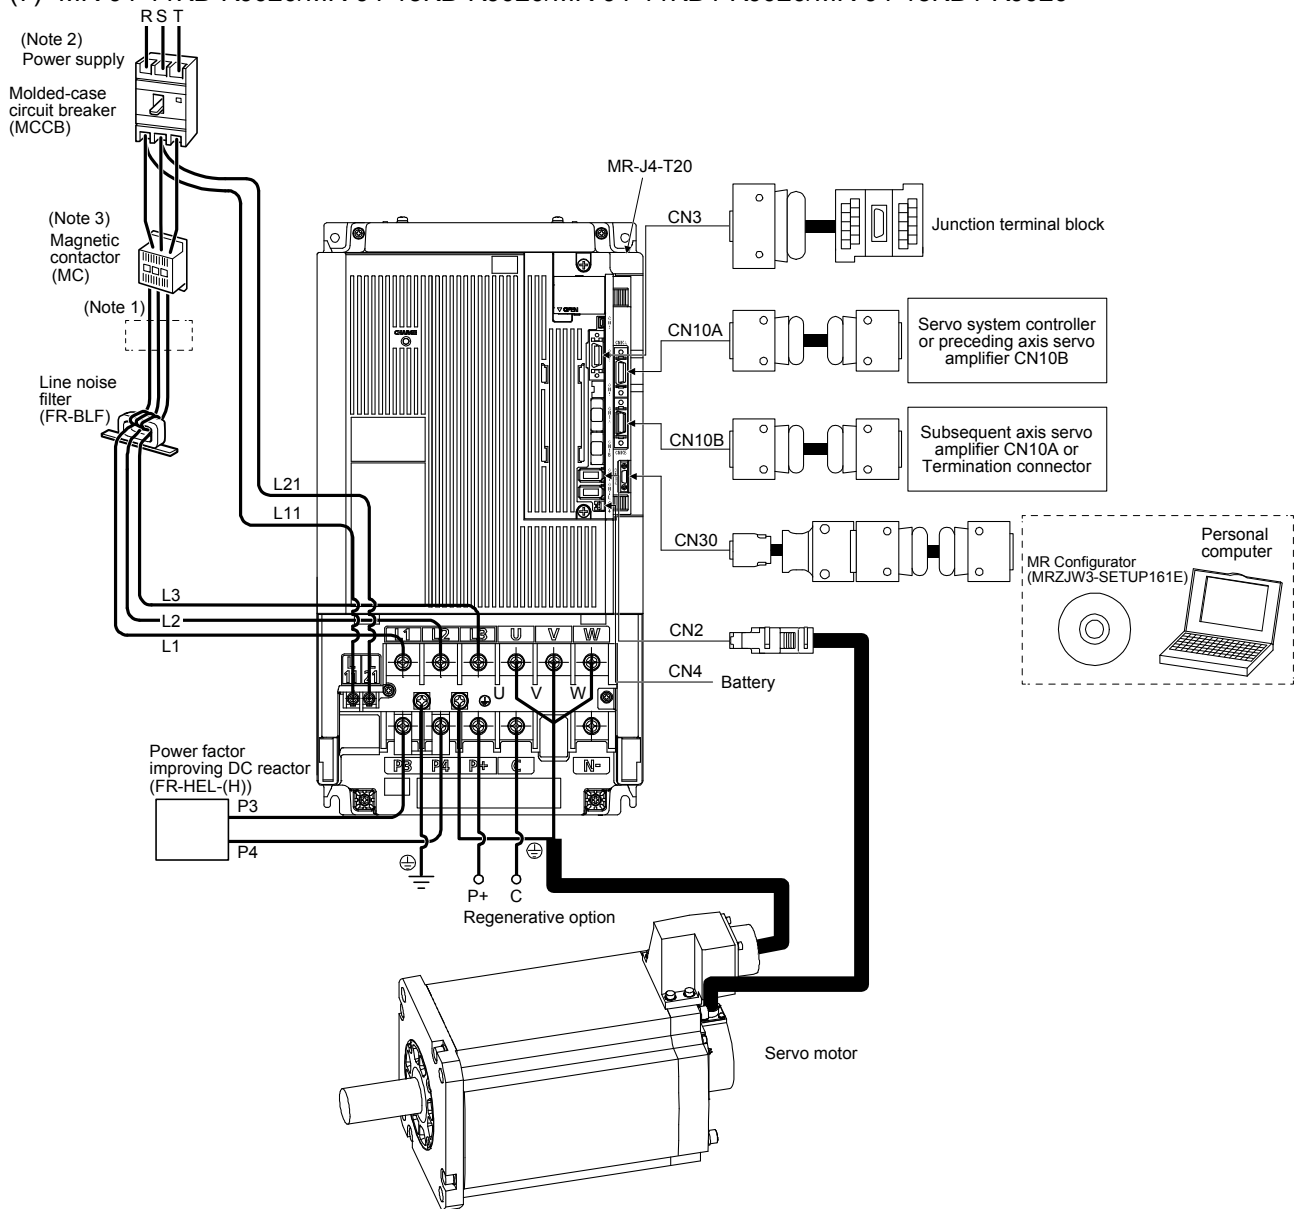 R S T
(Note 2)
Power supply
Molded-case
circuit breaker
(MCCB)
MR-J4-T20
CN3
Junction terminal block
(Note 3)
Magnetic
contactor
(MC)
(Note 1)
CN10A
Servo system controller
or preceding axis servo
amplifier CN10B
OPEN
CHARGE
Line noise
filter
(FR-BLF)
CN10B
Subsequent axis servo
amplifier CN10A or
Termination connector
L21
L11
CN30
Personal
computer
MR Configurator
(MRZJW3-SETUP161E)
L3
L2
L1
L1 L2 L3 U V W
CN2
CN4
Battery
U V W
Power factor
improving DC reactor
(FR-HEL-(H))
P3 P4 P+ C N-
P3
P4
P+ C
Regenerative option
Servo motor